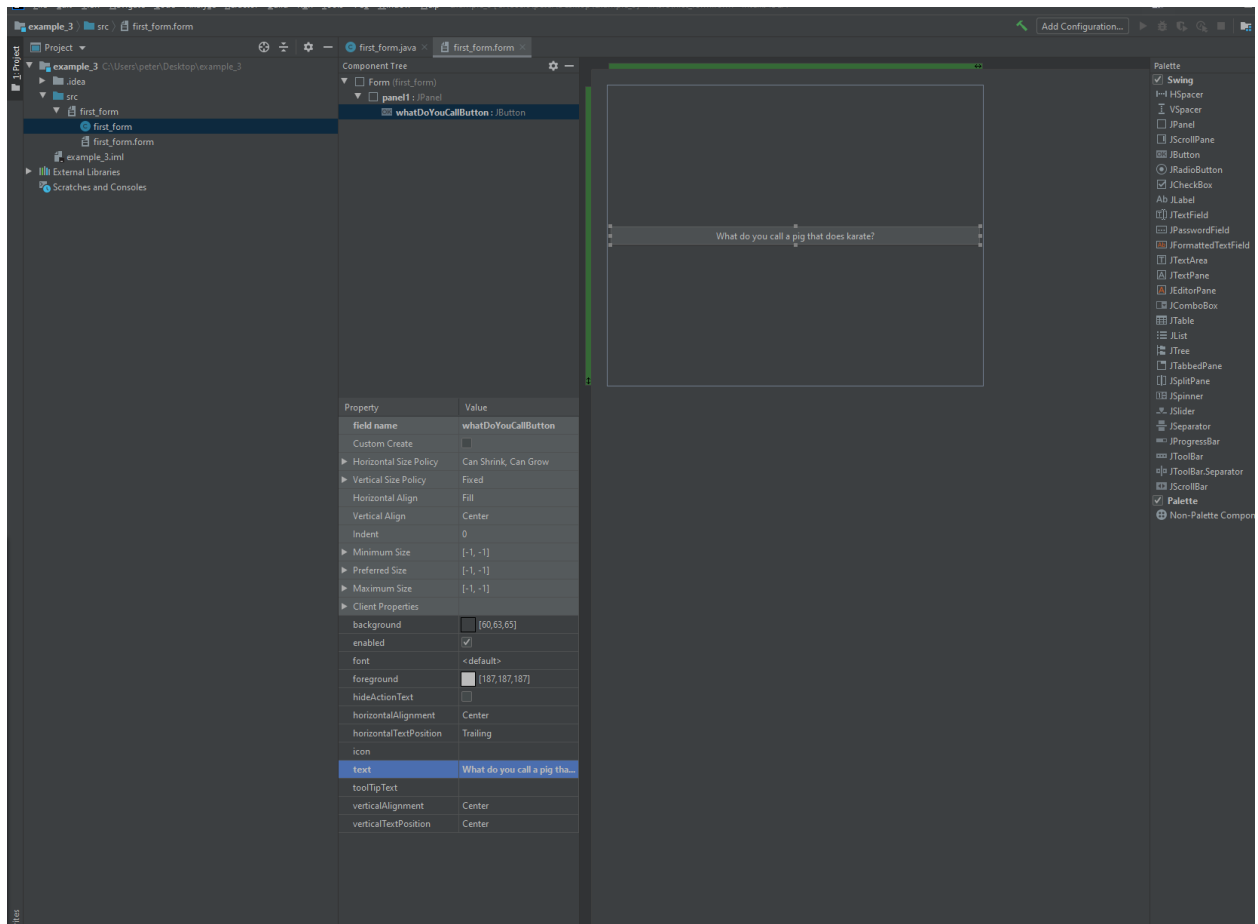 example_3 src first_form.form
Add Configuration...
1: Project
Project
example_3 C:\Users\peter\Desktop\example_3
.idea
src
first_form
first_form
first_form.form
example_3.iml
External Libraries
Scratches and Consoles
first_form.java
first_form.form
Component Tree
Form (first_form)
panel1 : JPanel
whatDoYouCallButton : JButton
Property Value
field name whatDoYouCallButton
Custom Create
Horizontal Size Policy Can Shrink, Can Grow
Vertical Size Policy Fixed
Horizontal Align Fill
Vertical Align Center
Indent 0
Minimum Size [-1, -1]
Preferred Size [-1, -1]
Maximum Size [-1, -1]
Client Properties
background [60,63,65]
enabled
font <default>
foreground [187,187,187]
hideActionText
horizontalAlignment Center
horizontalTextPosition Trailing
icon
text What do you call a pig tha...
toolTipText
verticalAlignment Center
verticalTextPosition Center
What do you call a pig that does karate?
Palette
Swing
HSpacer
VSpacer
JPanel
JScrollPane
JButton
JRadioButton
JCheckBox
Ab JLabel
JTextField
JPasswordField
JFormattedTextField
JTextArea
JTextPane
JEditorPane
JComboBox
JTable
JList
JTree
JTabbedPane
JSplitPane
JSpinner
JSlider
JSeparator
JProgressBar
JToolBar
JToolBar.Separator
JScrollBar
Palette
Non-Palette Compon